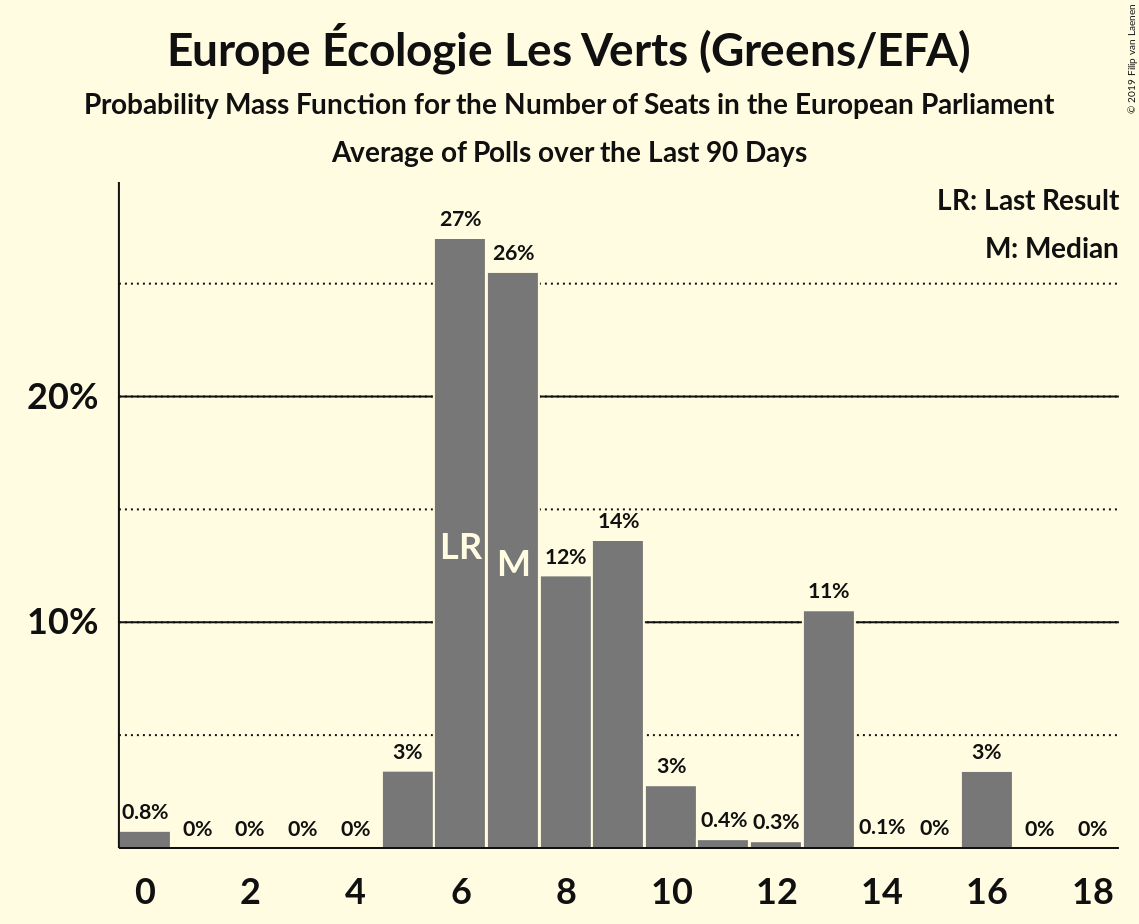 Europe Écologie Les Verts (Greens/EFA)
Probability Mass Function for the Number of Seats in the European Parliament
Average of Polls over the Last 90 Days
© 2019 Filip van Laenen
LR: Last Result
M: Median
20%
10%
0.8%
0%
0%
0%
0%
3%
27%
26%
12%
14%
3%
0.4%
0.3%
11%
0.1%
0%
3%
0%
0%
LR
M
0 2 4 6 8 10 12 14 16 18